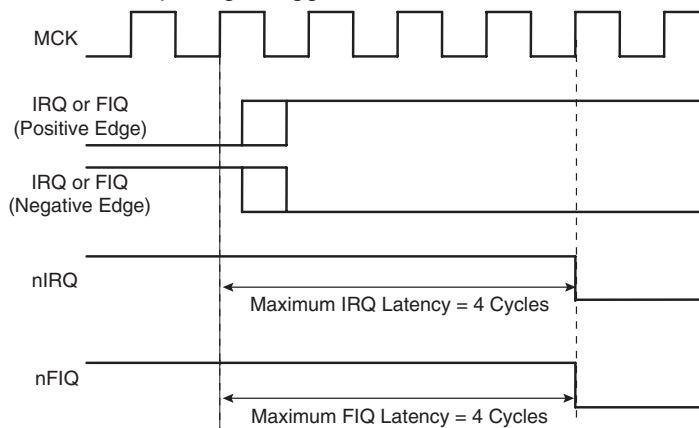 MCK
IRQ or FIQ
(Positive Edge)
IRQ or FIQ
(Negative Edge)
nIRQ
Maximum IRQ Latency = 4 Cycles
nFIQ
Maximum FIQ Latency = 4 Cycles